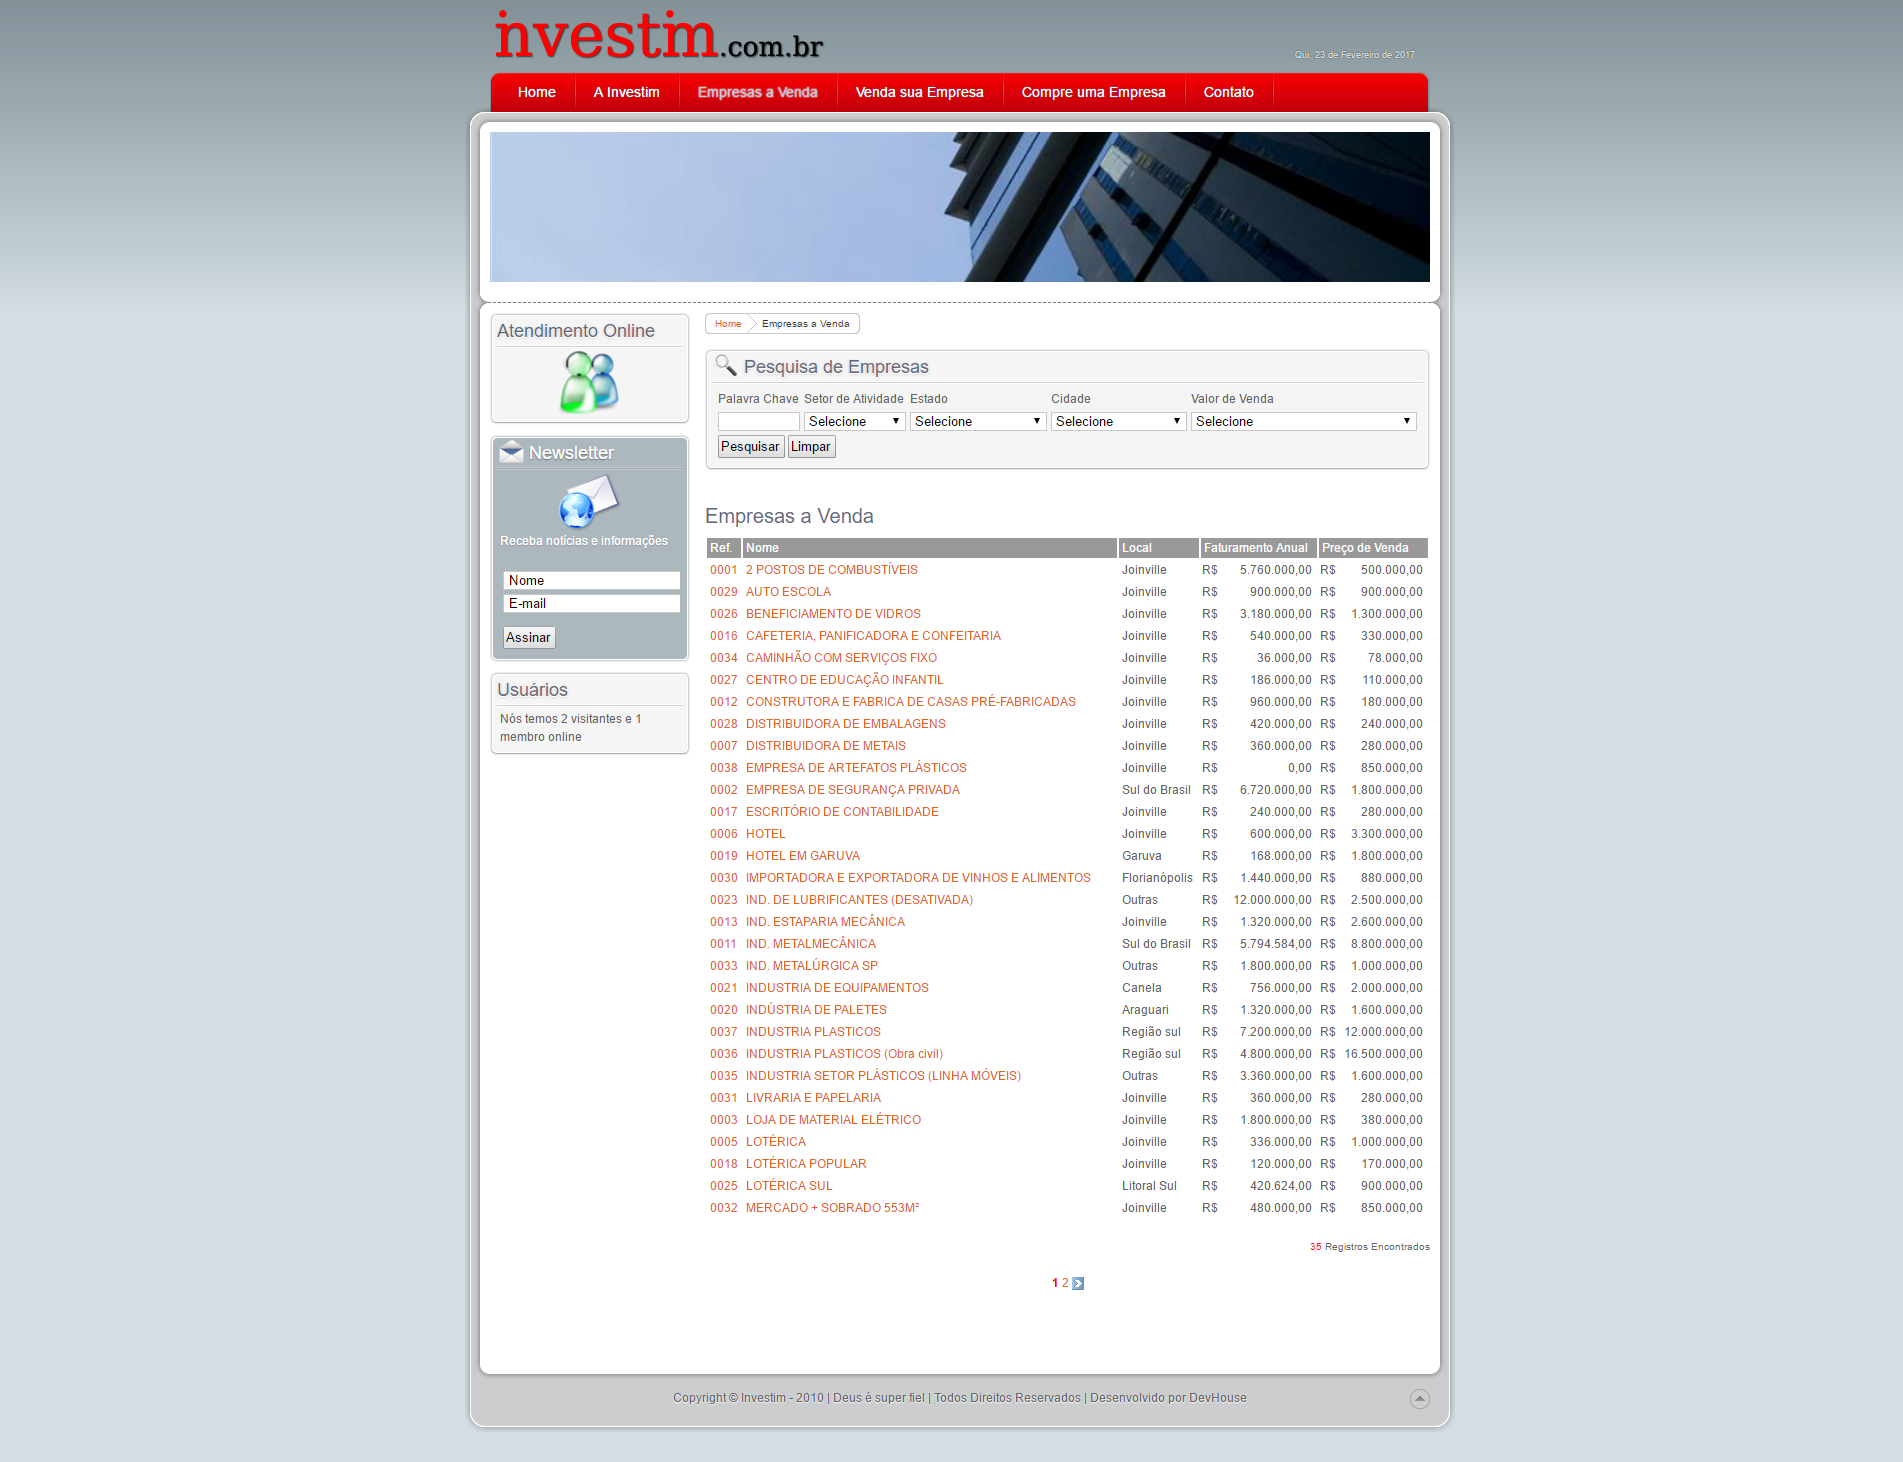 investim.com.br
Qui, 23 de Fevereiro de 2017
Home A Investim Empresas a Venda Venda sua Empresa Compre uma Empresa Contato
Atendimento Online
Newsletter
Receba notícias e informações
Nome
E-mail
Assinar
Usuários
Nós temos 2 visitantes e 1
membro online
Home Empresas a Venda
Pesquisa de Empresas
Palavra Chave Setor de Atividade Estado Cidade Valor de Venda
Selecione Selecione Selecione Selecione
Pesquisar Limpar
Empresas a Venda
Ref. Nome Local Faturamento Anual Preço de Venda
0001 2 POSTOS DE COMBUSTÍVEIS Joinville R$ 5.760.000,00 R$ 500.000,00
0029 AUTO ESCOLA Joinville R$ 900.000,00 R$ 900.000,00
0026 BENEFICIAMENTO DE VIDROS Joinville R$ 3.180.000,00 R$ 1.300.000,00
0016 CAFETERIA, PANIFICADORA E CONFEITARIA Joinville R$ 540.000,00 R$ 330.000,00
0034 CAMINHÃO COM SERVIÇOS FIXO Joinville R$ 36.000,00 R$ 78.000,00
0027 CENTRO DE EDUCAÇÃO INFANTIL Joinville R$ 186.000,00 R$ 110.000,00
0012 CONSTRUTORA E FABRICA DE CASAS PRÉ-FABRICADAS Joinville R$ 960.000,00 R$ 180.000,00
0028 DISTRIBUIDORA DE EMBALAGENS Joinville R$ 420.000,00 R$ 240.000,00
0007 DISTRIBUIDORA DE METAIS Joinville R$ 360.000,00 R$ 280.000,00
0038 EMPRESA DE ARTEFATOS PLÁSTICOS Joinville R$ 0,00 R$ 850.000,00
0002 EMPRESA DE SEGURANÇA PRIVADA Sul do Brasil R$ 6.720.000,00 R$ 1.800.000,00
0017 ESCRITÓRIO DE CONTABILIDADE Joinville R$ 240.000,00 R$ 280.000,00
0006 HOTEL Joinville R$ 600.000,00 R$ 3.300.000,00
0019 HOTEL EM GARUVA Garuva R$ 168.000,00 R$ 1.800.000,00
0030 IMPORTADORA E EXPORTADORA DE VINHOS E ALIMENTOS Florianópolis R$ 1.440.000,00 R$ 880.000,00
0023 IND. DE LUBRIFICANTES (DESATIVADA) Outras R$ 12.000.000,00 R$ 2.500.000,00
0013 IND. ESTAPARIA MECÂNICA Joinville R$ 1.320.000,00 R$ 2.600.000,00
0011 IND. METALMECÂNICA Sul do Brasil R$ 5.794.584,00 R$ 8.800.000,00
0033 IND. METALÚRGICA SP Outras R$ 1.800.000,00 R$ 1.000.000,00
0021 INDUSTRIA DE EQUIPAMENTOS Canela R$ 756.000,00 R$ 2.000.000,00
0020 INDÚSTRIA DE PALETES Araguari R$ 1.320.000,00 R$ 1.600.000,00
0037 INDUSTRIA PLASTICOS Região sul R$ 7.200.000,00 R$ 12.000.000,00
0036 INDUSTRIA PLASTICOS (Obra civil) Região sul R$ 4.800.000,00 R$ 16.500.000,00
0035 INDUSTRIA SETOR PLÁSTICOS (LINHA MÓVEIS) Outras R$ 3.360.000,00 R$ 1.600.000,00
0031 LIVRARIA E PAPELARIA Joinville R$ 360.000,00 R$ 280.000,00
0003 LOJA DE MATERIAL ELÉTRICO Joinville R$ 1.800.000,00 R$ 380.000,00
0005 LOTÉRICA Joinville R$ 336.000,00 R$ 1.000.000,00
0018 LOTÉRICA POPULAR Joinville R$ 120.000,00 R$ 170.000,00
0025 LOTÉRICA SUL Litoral Sul R$ 420.624,00 R$ 900.000,00
0032 MERCADO + SOBRADO 553M² Joinville R$ 480.000,00 R$ 850.000,00
35 Registros Encontrados
1 2
Copyright © Investim - 2010 | Deus é super fiel | Todos Direitos Reservados | Desenvolvido por DevHouse